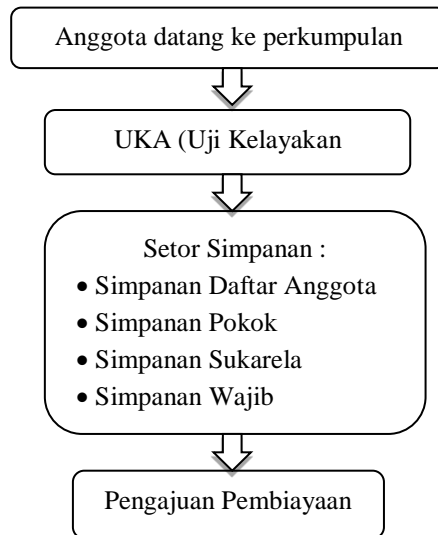 Anggota datang ke perkumpulan
UKA (Uji Kelayakan
Setor Simpanan :
• Simpanan Daftar Anggota
• Simpanan Pokok
• Simpanan Sukarela
• Simpanan Wajib
Pengajuan Pembiayaan